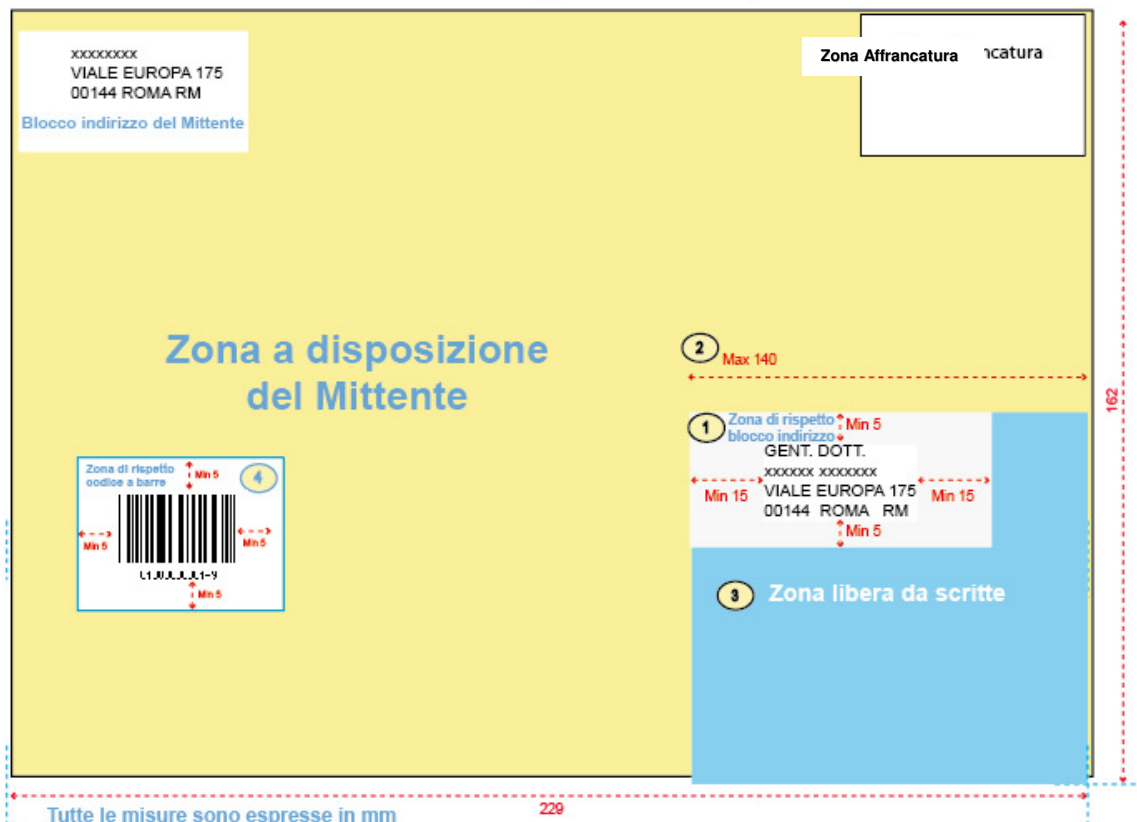 xxxxxxxx
VIALE EUROPA 175
00144 ROMA RM
Blocco indirizzo del Mittente
Zona Affrancatura
ncatura
Zona a disposizione
del Mittente
2
Max 140
162
1
Zona di rispetto
blocco indirizzo
Min 5
GENT. DOTT.
xxxxxx xxxxxxx
VIALE EUROPA 175
00144 ROMA RM
Min 15
Min 15
Min 5
Zona di rispetto
codice a barre
Min 5
4
Min 5
Min 5
Min 5
3
Zona libera da scritte
229
Tutte le misure sono espresse in mm